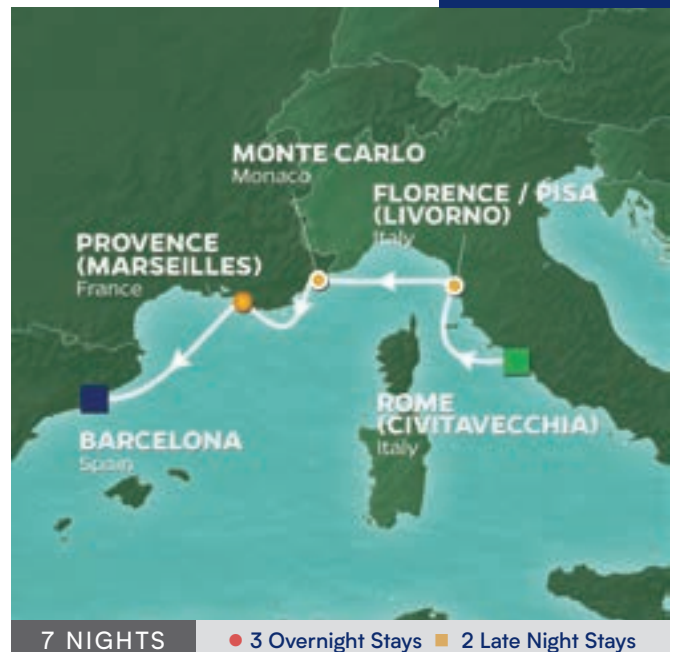 MONTE CARLO
Monaco
FLORENCE / PISA
(LIVORNO)
Italy
PROVENCE
(MARSEILLES)
France
ROME
(CIVITAVECCHIA)
Italy
BARCELONA
Spain
7 NIGHTS
3 Overnight Stays
2 Late Night Stays